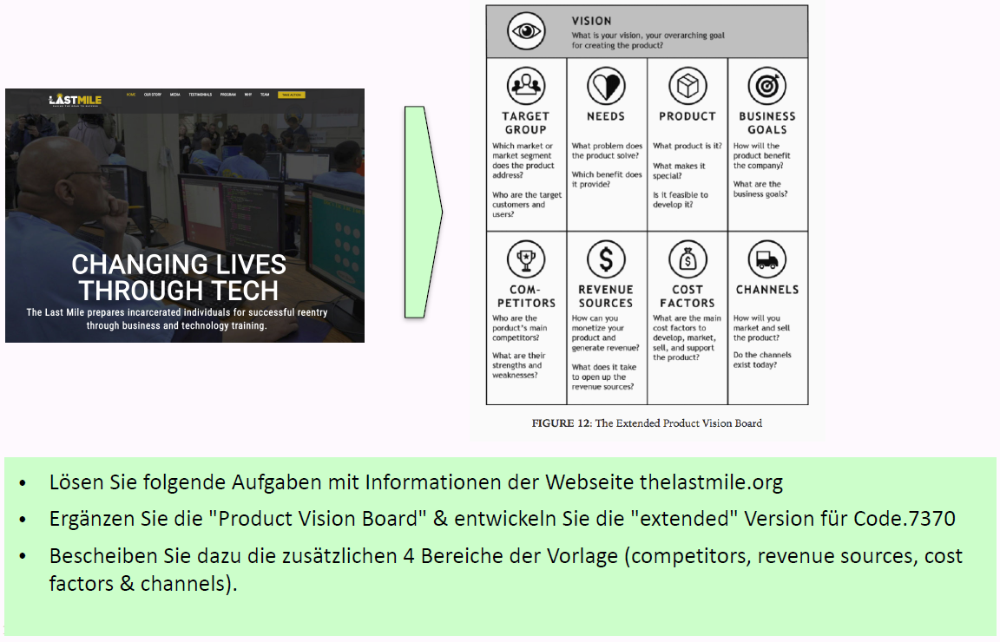 LASTMILE
HOME OUR STORY MEDIA TESTIMONIALS PROGRAM WHY TEAM TAKE ACTION
CHANGING LIVES
THROUGH TECH
The Last Mile prepares incarcerated individuals for successful reentry
through business and technology training.
VISION
What is your vision, your overarching goal
for creating the product?
TARGET
GROUP
Which market or
market segment
does the product
address?
Who are the target
customers and
users?
NEEDS
What problem does
the product solve?
Which benefit does
it provide?
PRODUCT
What product is it?
What makes it
special?
Is it feasible to
develop it?
BUSINESS
GOALS
How will the
product benefit
the company?
What are the
business goals?
COM-
PETITORS
Who are the
porduct's main
competitors?
What are their
strengths and
weaknesses?
REVENUE
SOURCES
How can you
monetize your
product and
generate revenue?
What does it take
to open up the
revenue sources?
COST
FACTORS
What are the main
cost factors to
develop, market,
sell, and support
the product?
CHANNELS
How will you
market and sell
the product?
Do the channels
exist today?
FIGURE 12: The Extended Product Vision Board
• Lösen Sie folgende Aufgaben mit Informationen der Webseite thelastmile.org
• Ergänzen Sie die "Product Vision Board" & entwickeln Sie die "extended" Version für Code.7370
• Bescheiben Sie dazu die zusätzlichen 4 Bereiche der Vorlage (competitors, revenue sources, cost
factors & channels).